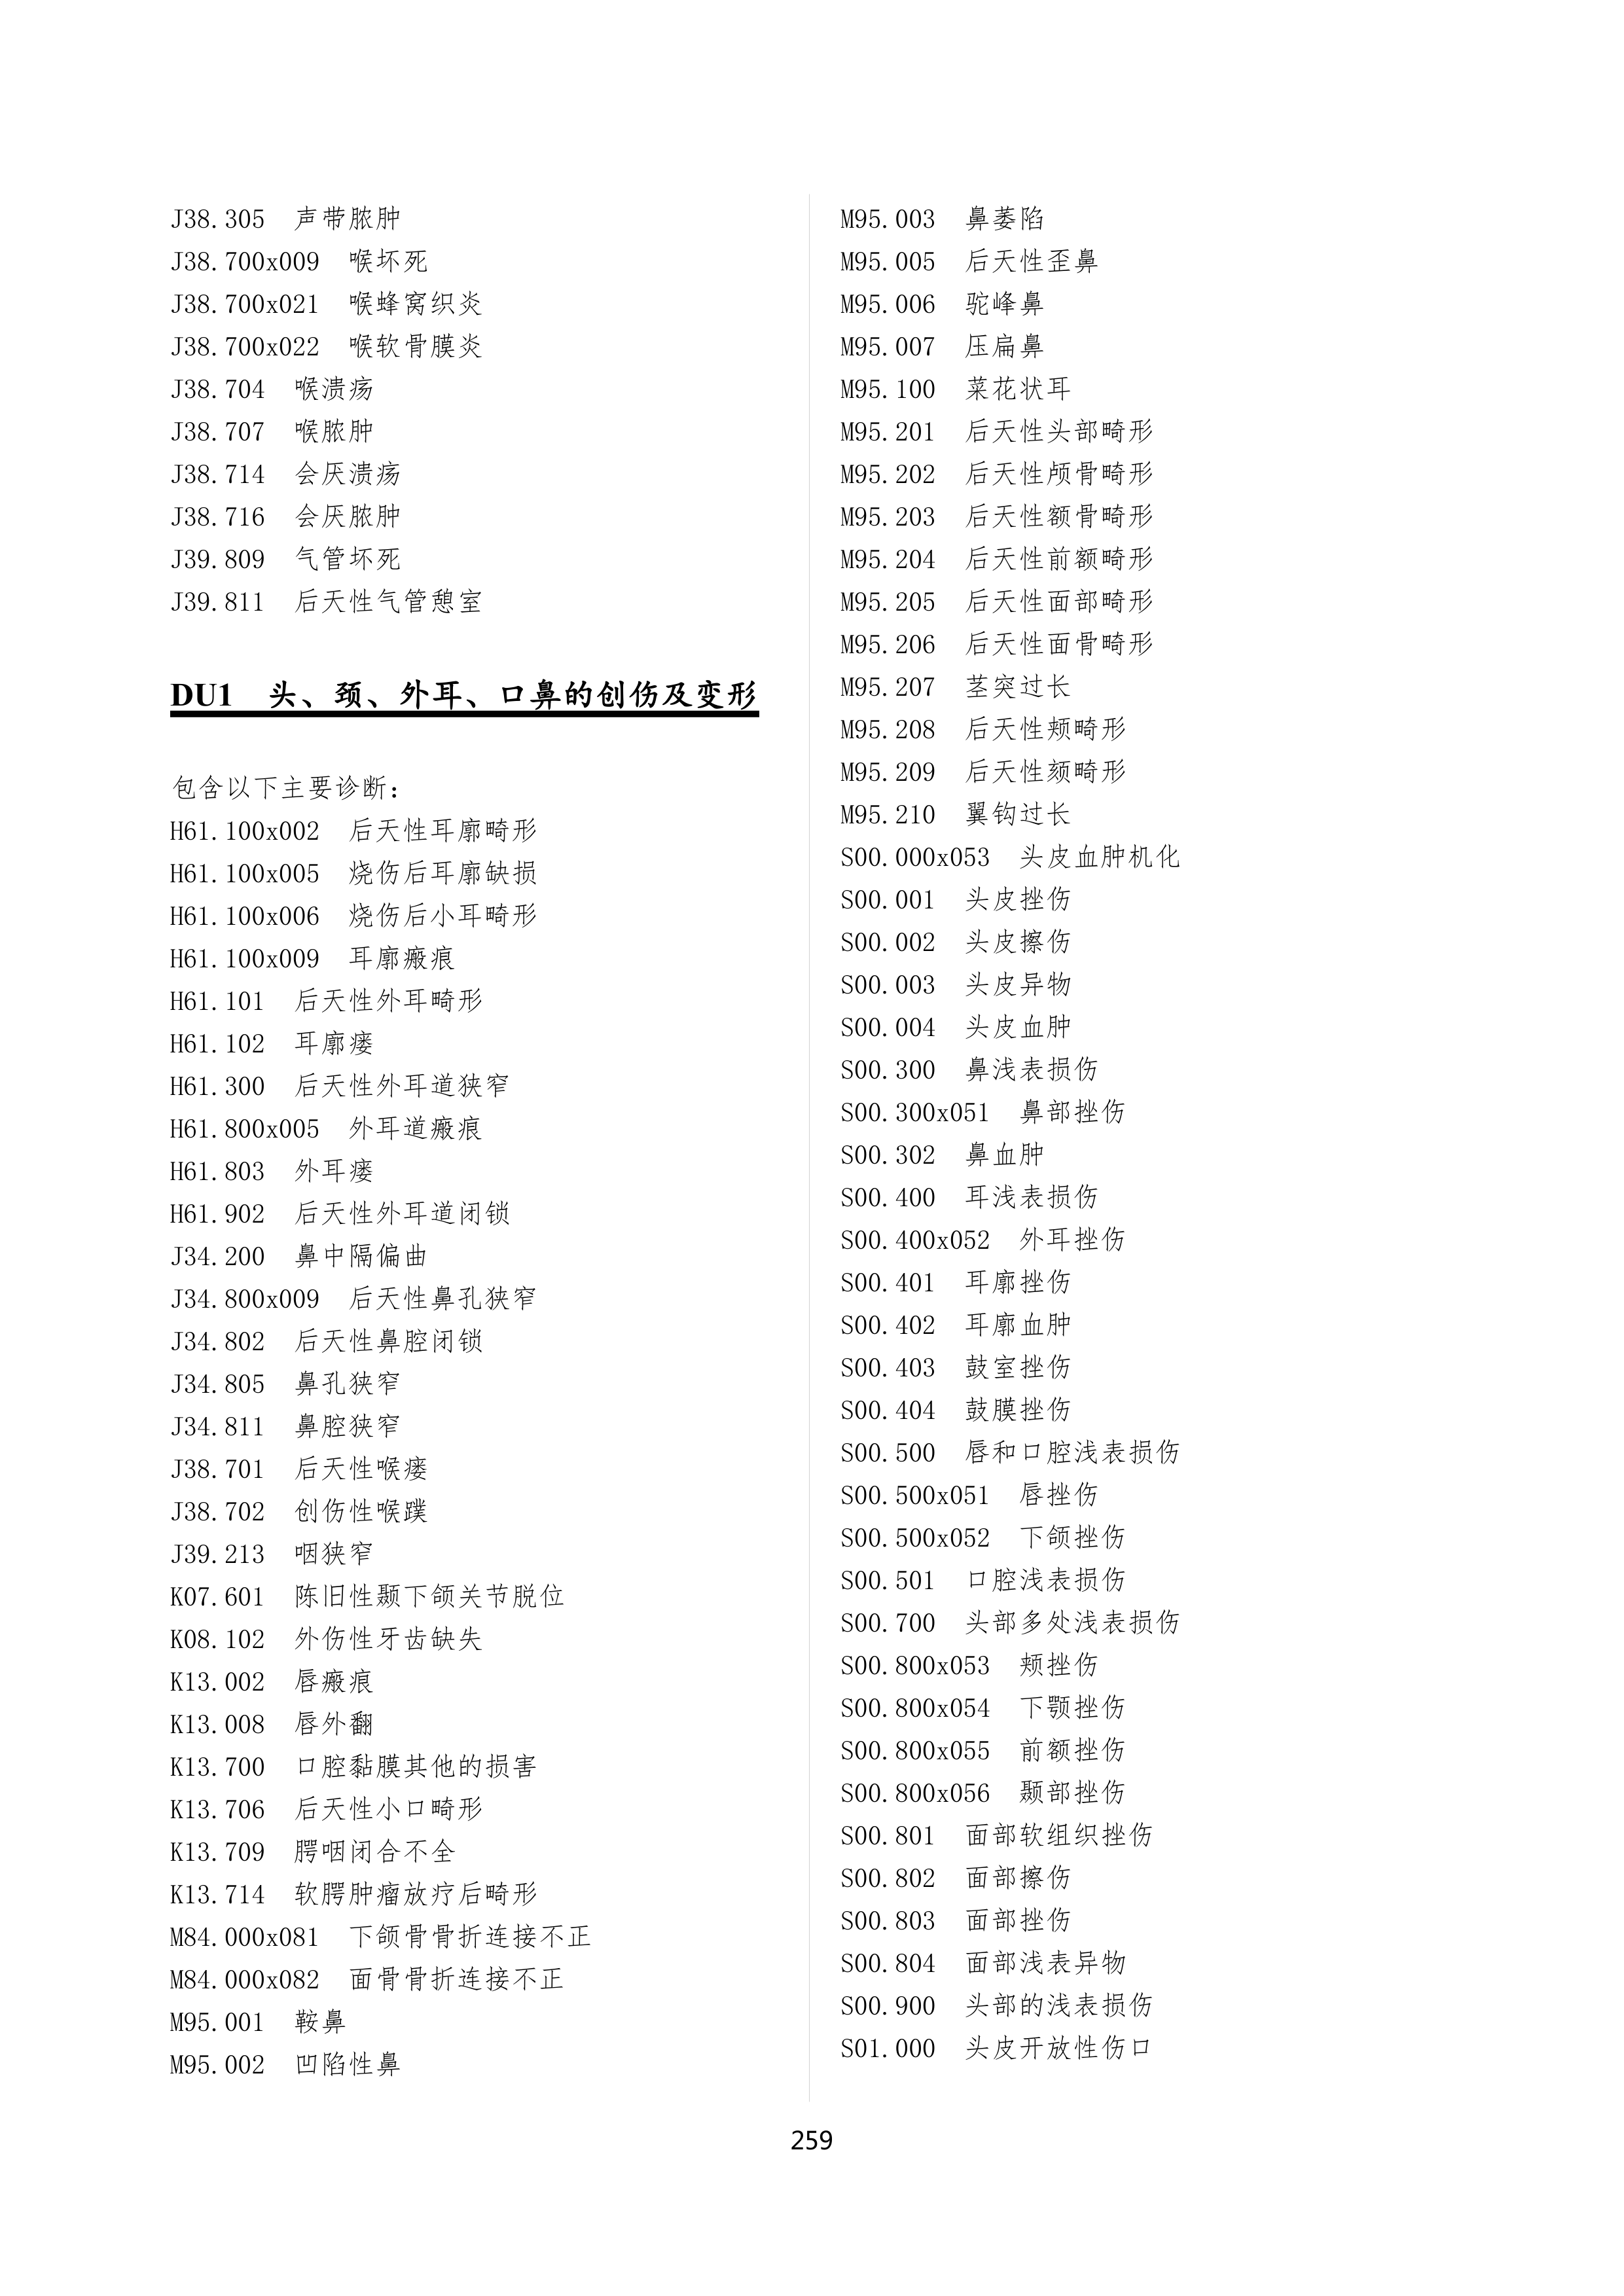 J38.305 声带脓肿
J38.700x009 喉坏死
J38.700x021 喉蜂窝织炎
J38.700x022 喉软骨膜炎
J38.704 喉溃疡
J38.707 喉脓肿
J38.714 会厌溃疡
J38.716 会厌脓肿
J39.809 气管坏死
J39.811 后天性气管憩室
DU1 头、颈、外耳、口鼻的创伤及变形
包含以下主要诊断：
H61.100x002 后天性耳廓畸形
H61.100x005 烧伤后耳廓缺损
H61.100x006 烧伤后小耳畸形
H61.100x009 耳廓瘢痕
H61.101 后天性外耳畸形
H61.102 耳廓瘘
H61.300 后天性外耳道狭窄
H61.800x005 外耳道瘢痕
H61.803 外耳瘘
H61.902 后天性外耳道闭锁
J34.200 鼻中隔偏曲
J34.800x009 后天性鼻孔狭窄
J34.802 后天性鼻腔闭锁
J34.805 鼻孔狭窄
J34.811 鼻腔狭窄
J38.701 后天性喉瘘
J38.702 创伤性喉蹼
J39.213 咽狭窄
K07.601 陈旧性颞下颌关节脱位
K08.102 外伤性牙齿缺失
K13.002 唇瘢痕
K13.008 唇外翻
K13.700 口腔黏膜其他的损害
K13.706 后天性小口畸形
K13.709 腭咽闭合不全
K13.714 软腭肿瘤放疗后畸形
M84.000x081 下颌骨骨折连接不正
M84.000x082 面骨骨折连接不正
M95.001 鞍鼻
M95.002 凹陷性鼻
M95.003 鼻萎陷
M95.005 后天性歪鼻
M95.006 驼峰鼻
M95.007 压扁鼻
M95.100 菜花状耳
M95.201 后天性头部畸形
M95.202 后天性颅骨畸形
M95.203 后天性额骨畸形
M95.204 后天性前额畸形
M95.205 后天性面部畸形
M95.206 后天性面骨畸形
M95.207 茎突过长
M95.208 后天性颊畸形
M95.209 后天性颏畸形
M95.210 翼钩过长
S00.000x053 头皮血肿机化
S00.001 头皮挫伤
S00.002 头皮擦伤
S00.003 头皮异物
S00.004 头皮血肿
S00.300 鼻浅表损伤
S00.300x051 鼻部挫伤
S00.302 鼻血肿
S00.400 耳浅表损伤
S00.400x052 外耳挫伤
S00.401 耳廓挫伤
S00.402 耳廓血肿
S00.403 鼓室挫伤
S00.404 鼓膜挫伤
S00.500 唇和口腔浅表损伤
S00.500x051 唇挫伤
S00.500x052 下颌挫伤
S00.501 口腔浅表损伤
S00.700 头部多处浅表损伤
S00.800x053 颊挫伤
S00.800x054 下颚挫伤
S00.800x055 前额挫伤
S00.800x056 颞部挫伤
S00.801 面部软组织挫伤
S00.802 面部擦伤
S00.803 面部挫伤
S00.804 面部浅表异物
S00.900 头部的浅表损伤
S01.000 头皮开放性伤口
259